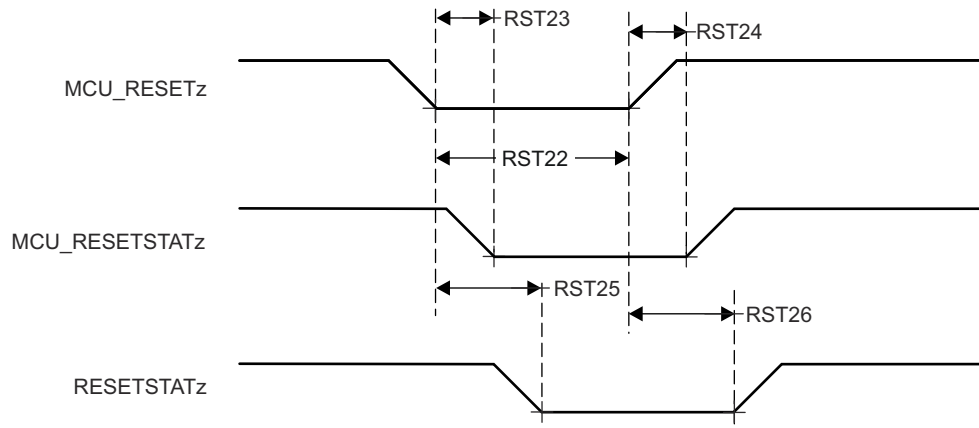 RST23
RST24
MCU_RESETz
RST22
MCU_RESETSTATz
RST25
RST26
RESETSTATz